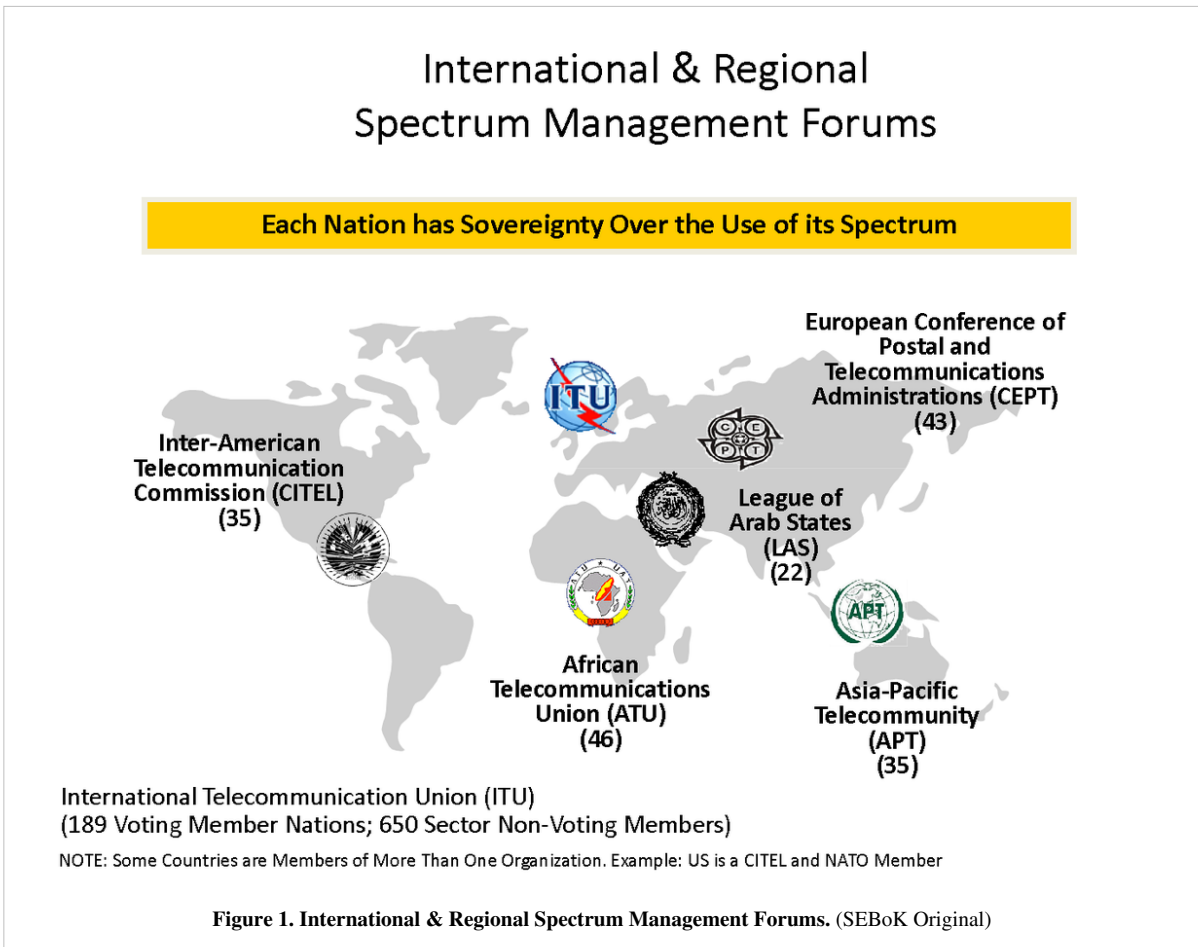 International & Regional
Spectrum Management Forums
Each Nation has Sovereignty Over the Use of its Spectrum
European Conference of
Postal and
Telecommunications
Administrations (CEPT)
(43)
ITU
C E
P T
Inter-American
Telecommunication
Commission (CITEL)
(35)
League of
Arab States
(LAS)
(22)
ATU ★ UAT
APT
African
Telecommunications
Union (ATU)
(46)
Asia-Pacific
Telecommunity
(APT)
(35)
International Telecommunication Union (ITU)
(189 Voting Member Nations; 650 Sector Non-Voting Members)
NOTE: Some Countries are Members of More Than One Organization. Example: US is a CITEL and NATO Member
Figure 1. International & Regional Spectrum Management Forums. (SEBoK Original)